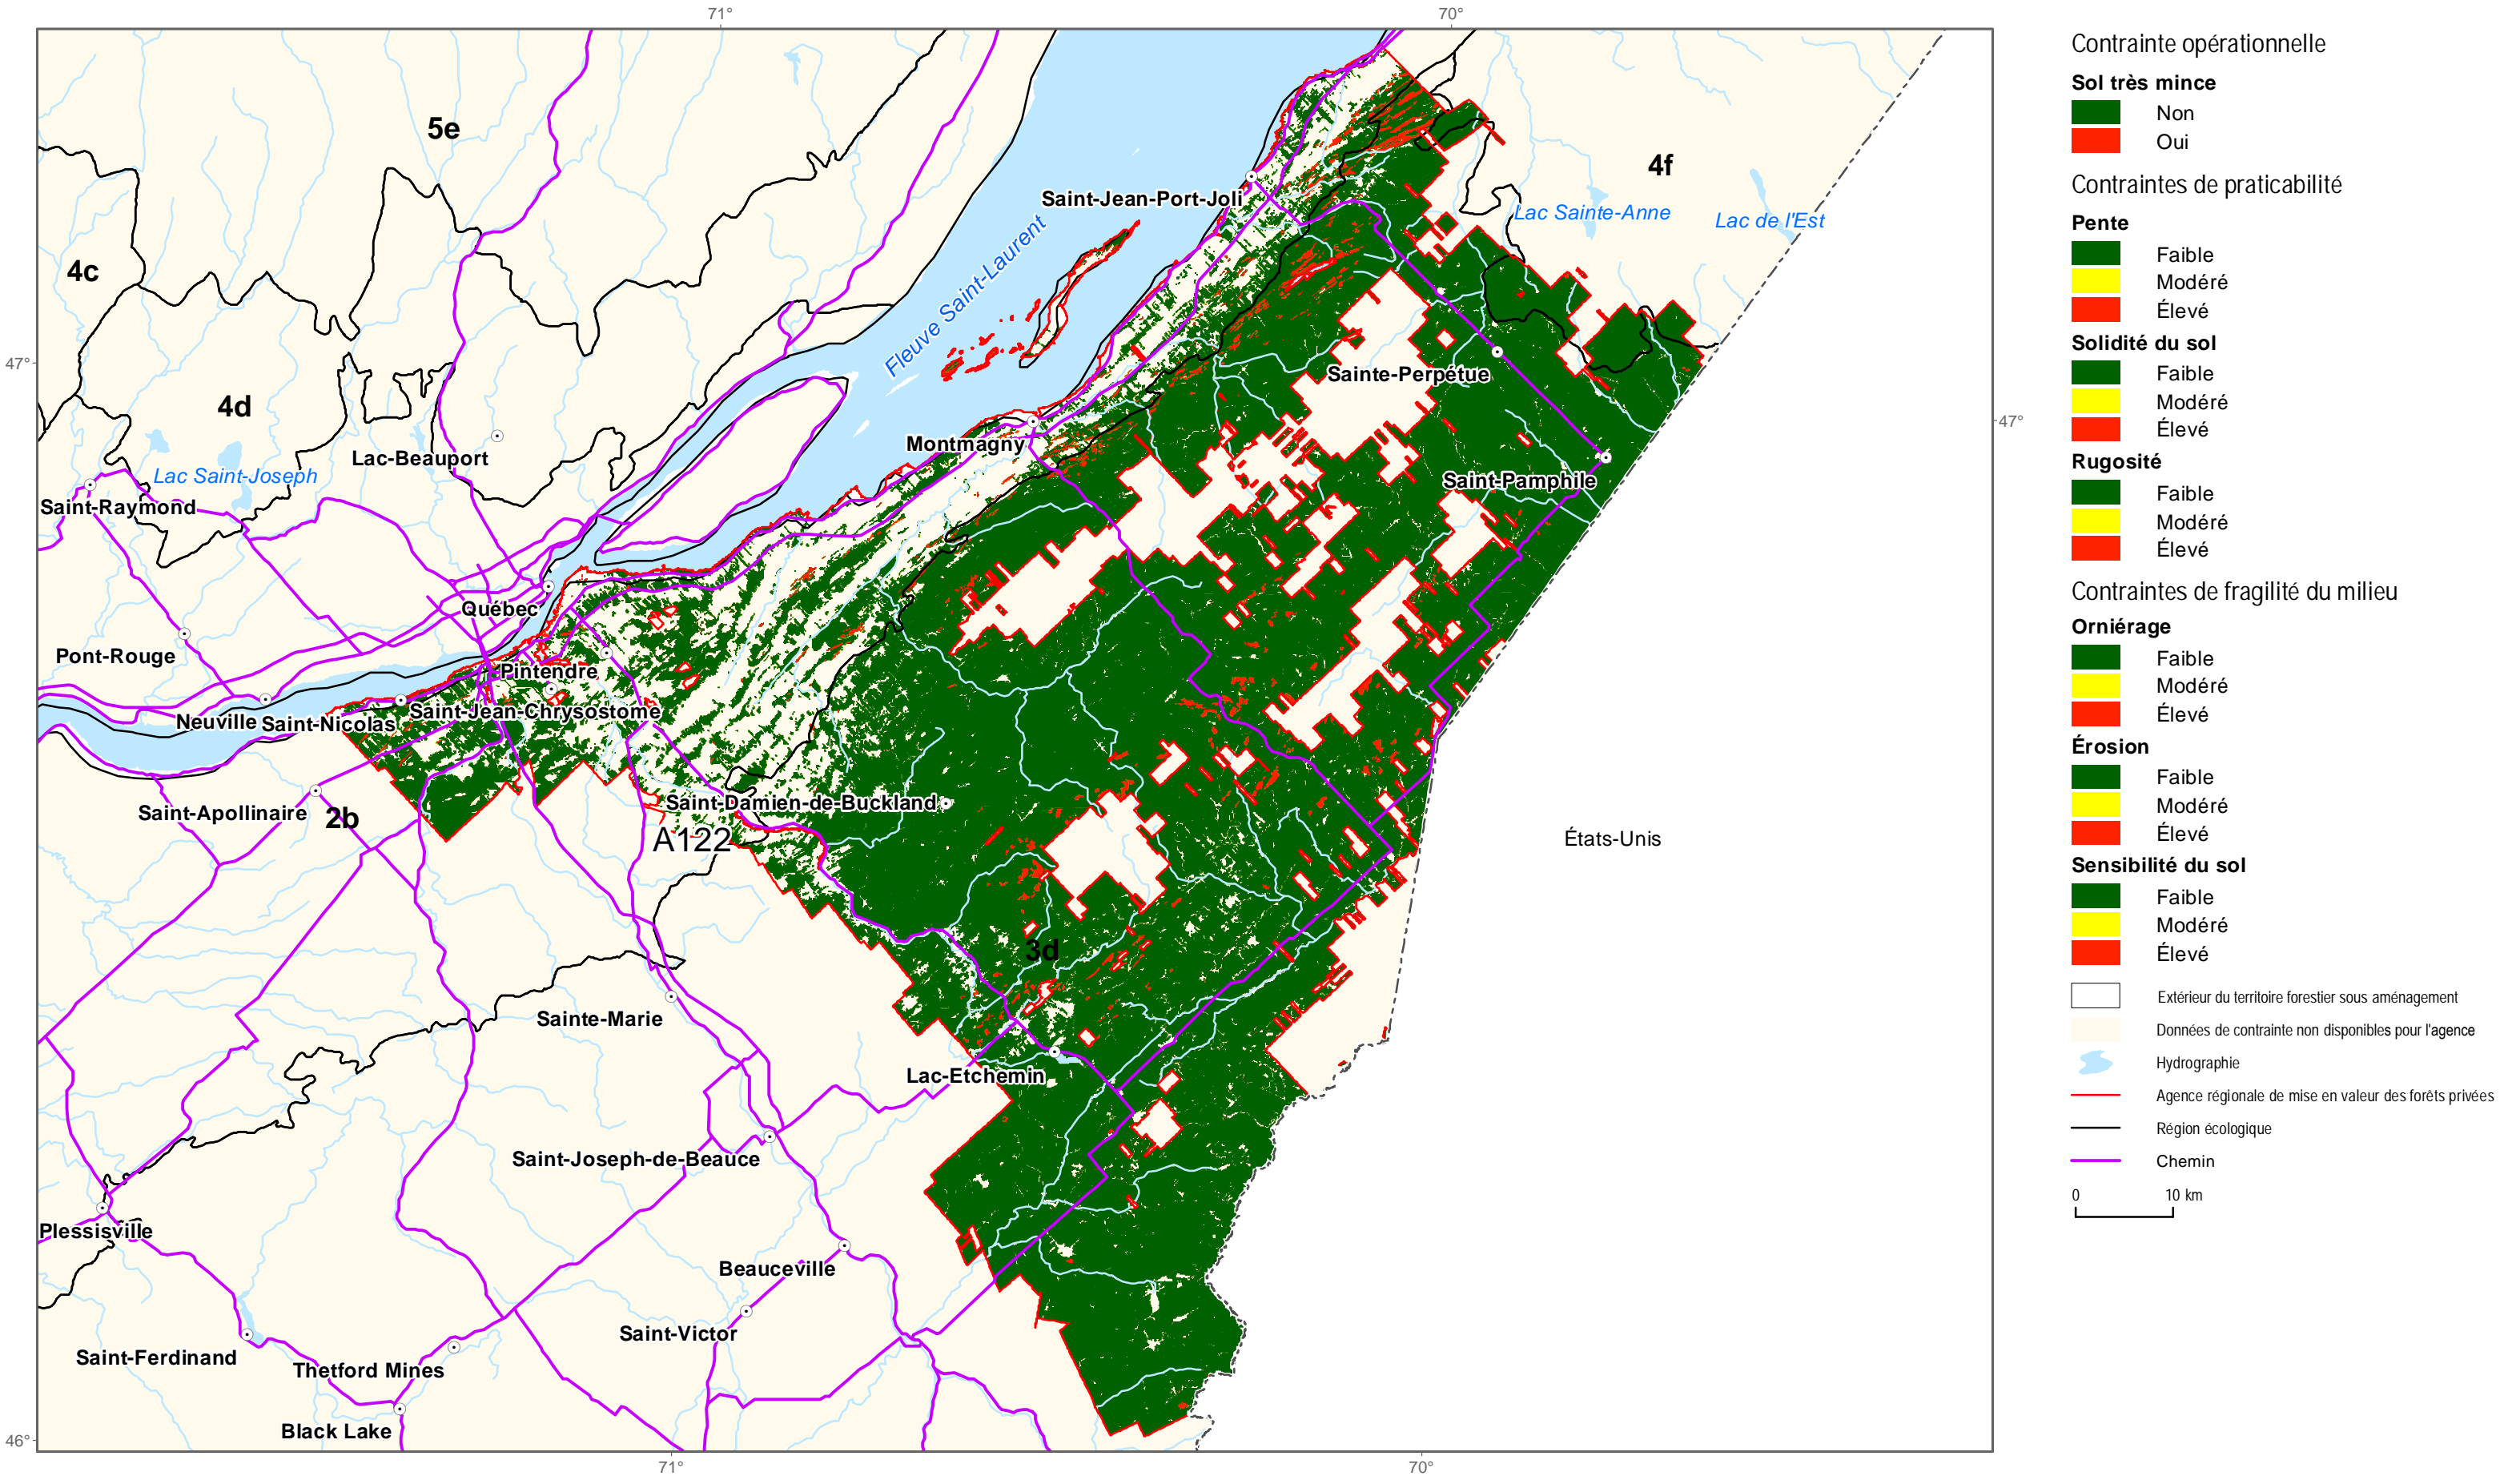 71°
70°
5e
4f
Saint-Jean-Port-Joli
Lac Sainte-Anne
Lac de l'Est
4c
Fleuve Saint-Laurent
47°
Sainte-Perpétue
4d
47°
Montmagny
Lac-Beauport
Lac Saint-Joseph
Saint-Pamphile
Saint-Raymond
Québec
Pont-Rouge
Pintendre
Saint-Jean-Chrysostome
Neuville
Saint-Nicolas
Saint-Damien-de-Buckland
Saint-Apollinaire
2b
A122
États-Unis
3d
Sainte-Marie
Lac-Etchemin
Saint-Joseph-de-Beauce
Plessisville
Beauceville
Saint-Victor
Saint-Ferdinand
Thetford Mines
Black Lake
46°
71°
70°
Contrainte opérationnelle
Sol très mince
Non
Oui
Contraintes de praticabilité
Pente
Faible
Modéré
Élevé
Solidité du sol
Faible
Modéré
Élevé
Rugosité
Faible
Modéré
Élevé
Contraintes de fragilité du milieu
Orniérage
Faible
Modéré
Élevé
Érosion
Faible
Modéré
Élevé
Sensibilité du sol
Faible
Modéré
Élevé
Extérieur du territoire forestier sous aménagement
Données de contrainte non disponibles pour l'agence
Hydrographie
Agence régionale de mise en valeur des forêts privées
Région écologique
Chemin
0 10 km